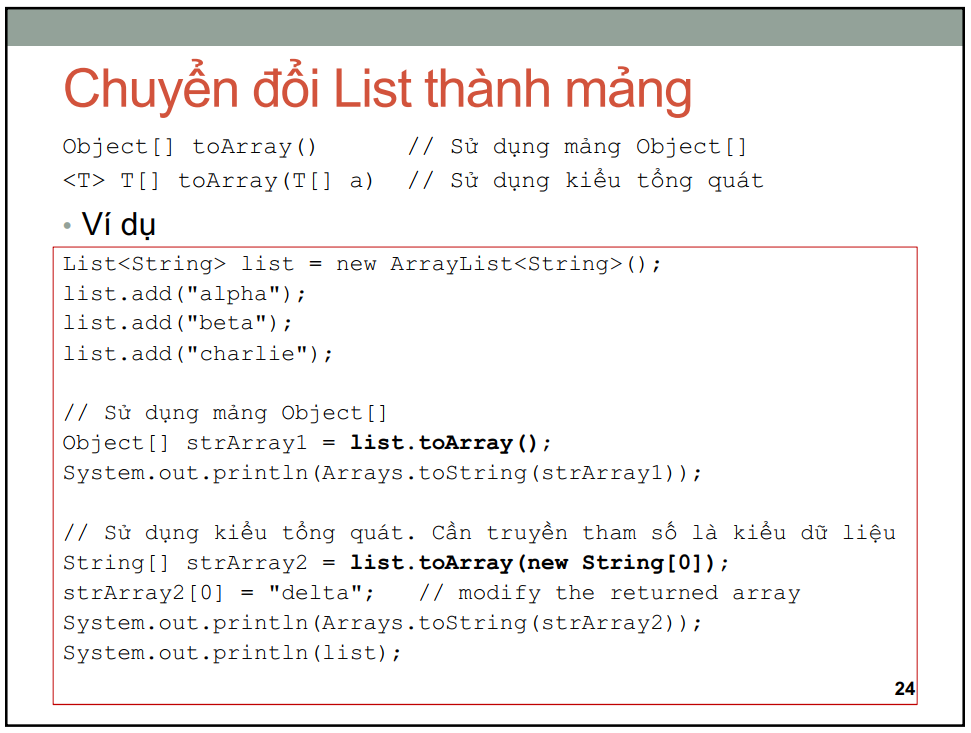 Chuyển đổi List thành mảng
Object[] toArray() // Sử dụng mảng Object[]
<T> T[] toArray(T[] a) // Sử dụng kiểu tổng quát
• Ví dụ
List<String> list = new ArrayList<String>();
list.add("alpha");
list.add("beta");
list.add("charlie");
// Sử dụng mảng Object[]
Object[] strArray1 = list.toArray();
System.out.println(Arrays.toString(strArray1));
// Sử dụng kiểu tổng quát. Cần truyền tham số là kiểu dữ liệu
String[] strArray2 = list.toArray(new String[0]);
strArray2[0] = "delta"; // modify the returned array
System.out.println(Arrays.toString(strArray2));
System.out.println(list);
24